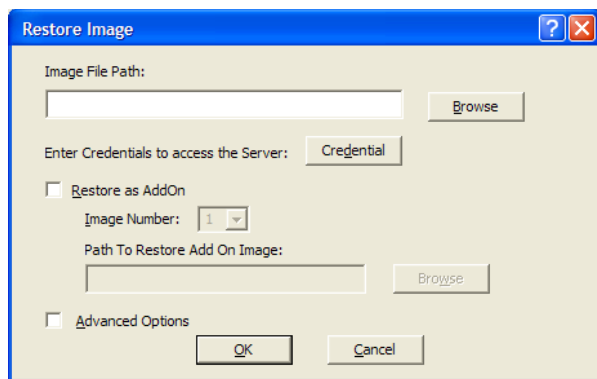 Restore Image
Image File Path:
Browse
Enter Credentials to access the Server: Credential
Restore as AddOn
Image Number: 1
Path To Restore Add On Image:
Browse
Advanced Options
OK Cancel